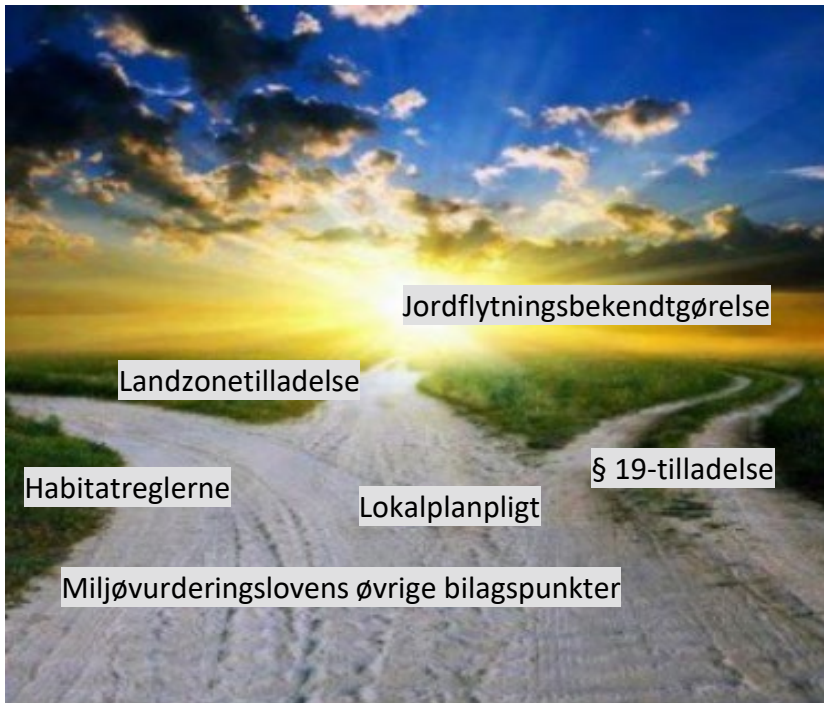 Jordflytningsbekendtgørelse
Landzonetilladelse
§ 19-tilladelse
Habitatreglerne
Lokalplanpligt
Miljøvurderingslovens øvrige bilagspunkter